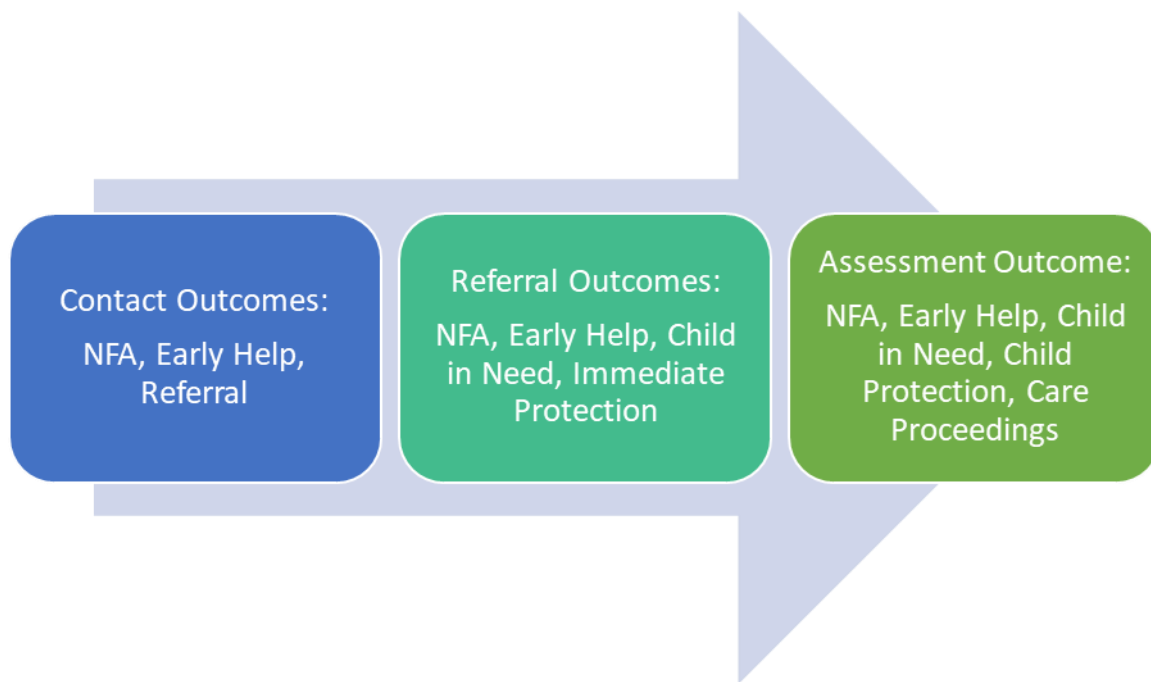 Contact Outcomes:
NFA, Early Help,
Referral
Referral Outcomes:
NFA, Early Help, Child
in Need, Immediate
Protection
Assessment Outcome:
NFA, Early Help, Child
in Need, Child
Protection, Care
Proceedings